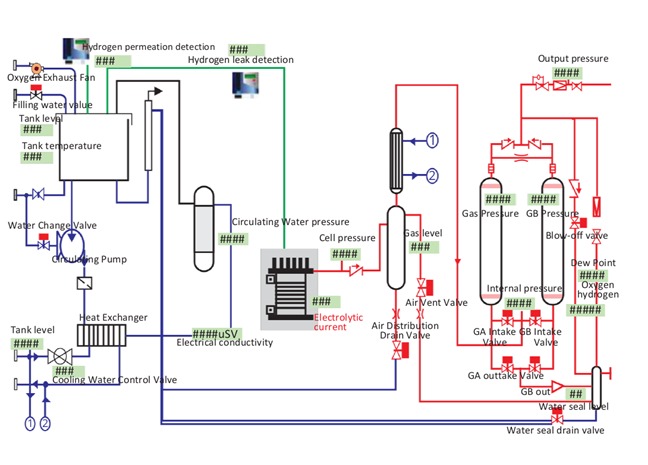 Hydrogen permeation detection
###
###
Hydrogen leak detection
Output pressure
####
Oxygen Exhaust Fan
Filling water value
Tank level
###
Tank temperature
###
1
2
Water Change Valve
Circulating Pump
Circulating Water pressure
####
Cell pressure
####
Gas level
###
Gas Pressure
####
GB Pressure
####
Blow-off valve
Dew Point
####
Oxygen
hydrogen
#####
Internal pressure
####
###
Electrolytic
current
Air Vent Valve
Air Distribution
Drain Valve
GA Intake
Valve
GB Intake
Valve
Heat Exchanger
Tank level
####
####uSV
Electrical conductivity
###
Cooling Water Control Valve
GA outtake Valve
GB out
##
Water seal level
Water seal drain valve
1
2